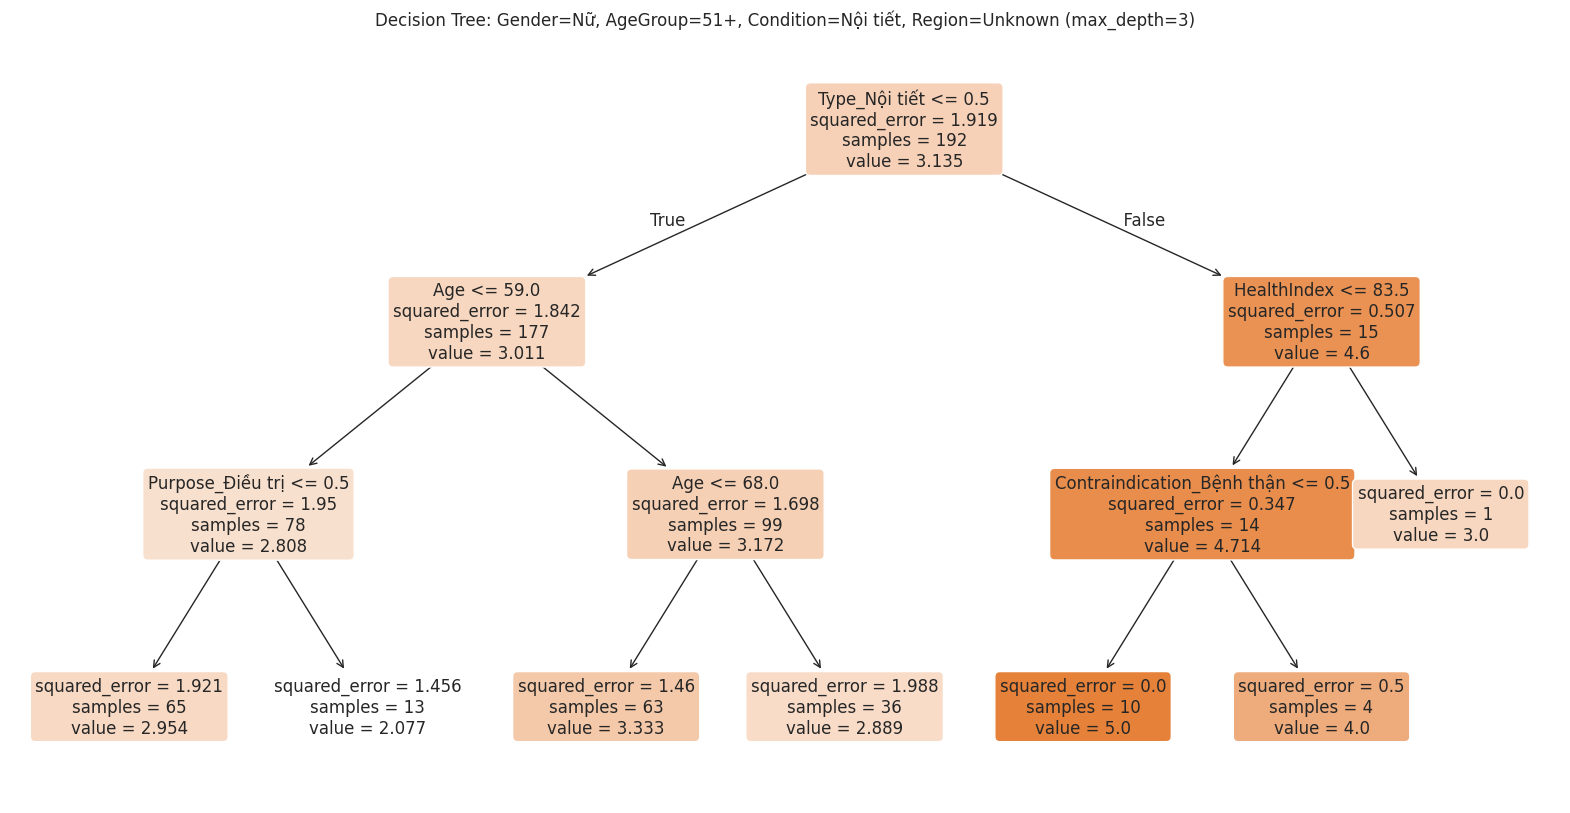 Decision Tree: Gender=Nữ, AgeGroup=51+, Condition=Nội tiết, Region=Unknown (max_depth=3)
Type_Nội tiết <= 0.5
squared_error = 1.919
samples = 192
value = 3.135
True
False
Age <= 59.0
squared_error = 1.842
samples = 177
value = 3.011
HealthIndex <= 83.5
squared_error = 0.507
samples = 15
value = 4.6
Purpose_Điều trị <= 0.5
squared_error = 1.95
samples = 78
value = 2.808
Age <= 68.0
squared_error = 1.698
samples = 99
value = 3.172
Contraindication_Bệnh thận <= 0.5
squared_error = 0.347
samples = 14
value = 4.714
squared_error = 0.0
samples = 1
value = 3.0
squared_error = 1.921
samples = 65
value = 2.954
squared_error = 1.456
samples = 13
value = 2.077
squared_error = 1.46
samples = 63
value = 3.333
squared_error = 1.988
samples = 36
value = 2.889
squared_error = 0.0
samples = 10
value = 5.0
squared_error = 0.5
samples = 4
value = 4.0